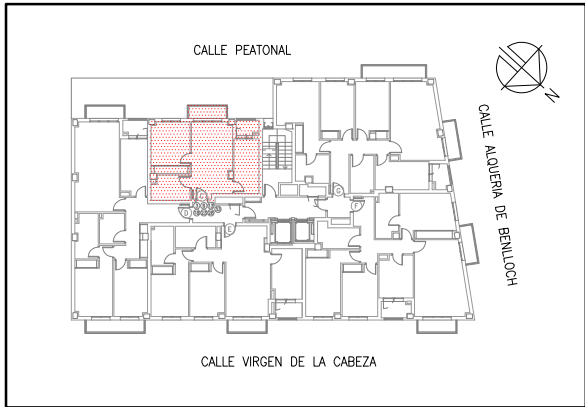 CALLE PEATONAL
N
CALLE ALQUERIA DE BENLLOCH
G
D
F
E
CALLE VIRGEN DE LA CABEZA